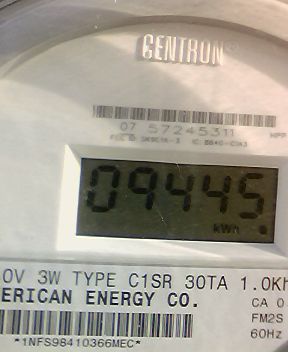 CENTRON®
07 57245311
09445
kWh
0V 3W TYPE C1SR 30TA 1.0Kh
ERICAN ENERGY CO.
CA 0
FM2S
60Hz
*1NFS98410366MEC*